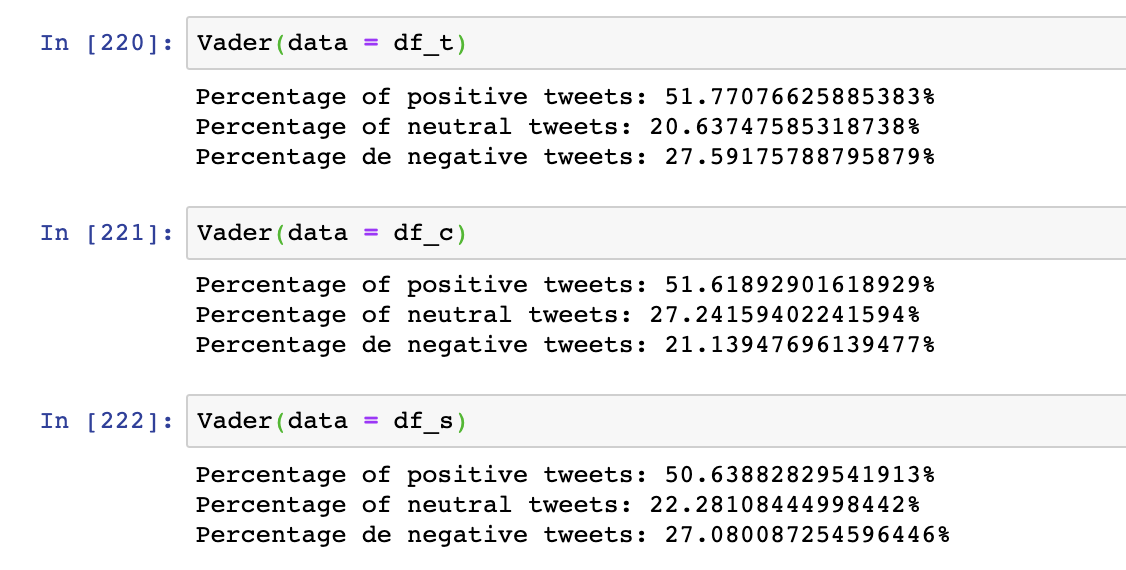 In [220]: Vader(data = df_t)
Percentage of positive tweets: 51.77076625885383%
Percentage of neutral tweets: 20.63747585318738%
Percentage de negative tweets: 27.59175788795879%
In [221]: Vader(data = df_c)
Percentage of positive tweets: 51.61892901618929%
Percentage of neutral tweets: 27.24159402241594%
Percentage de negative tweets: 21.13947696139477%
In [222]: Vader(data = df_s)
Percentage of positive tweets: 50.63882829541913%
Percentage of neutral tweets: 22.28108444998442%
Percentage de negative tweets: 27.080087254596446%